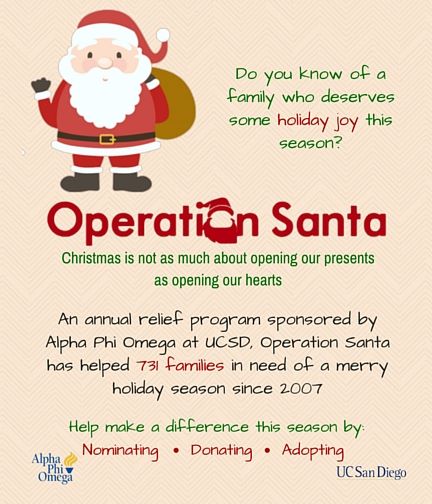 Do you know of a
family who deserves
some holiday joy this
season?
Operation Santa
Christmas is not as much about opening our presents
as opening our hearts
An annual relief program sponsored by
Alpha Phi Omega at UCSD, Operation Santa
has helped 731 families in need of a merry
holiday season since 2007
Help make a difference this season by:
Nominating • Donating • Adopting
Alpha
Phi
Omega
UC San Diego